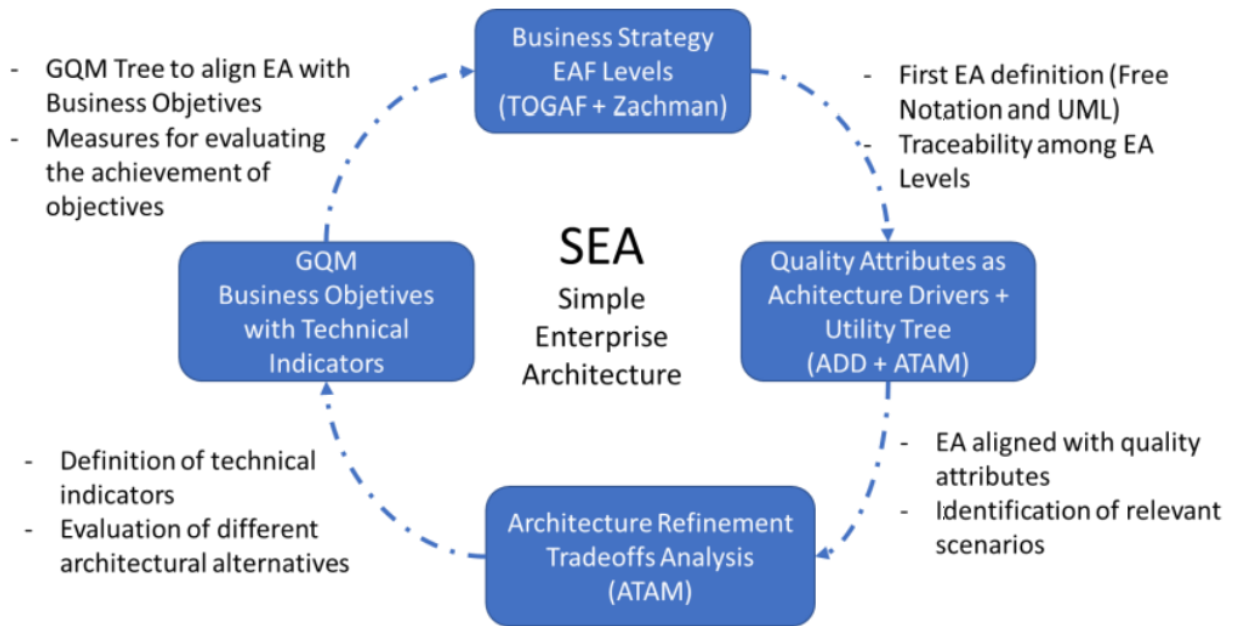 Business Strategy
EAF Levels
(TOGAF + Zachman)
- First EA definition (Free
Notation and UML)
- Traceability among EA
Levels
Quality Attributes as
Achitecture Drivers +
Utility Tree
(ADD + ATAM)
- EA aligned with quality
attributes
- Identification of relevant
scenarios
Architecture Refinement
Tradeoffs Analysis
(ATAM)
- Definition of technical
indicators
- Evaluation of different
architectural alternatives
GQM
Business Objetives
with Technical
Indicators
- GQM Tree to align EA with
Business Objetives
- Measures for evaluating
the achievement of
objectives
SEA
Simple
Enterprise
Architecture